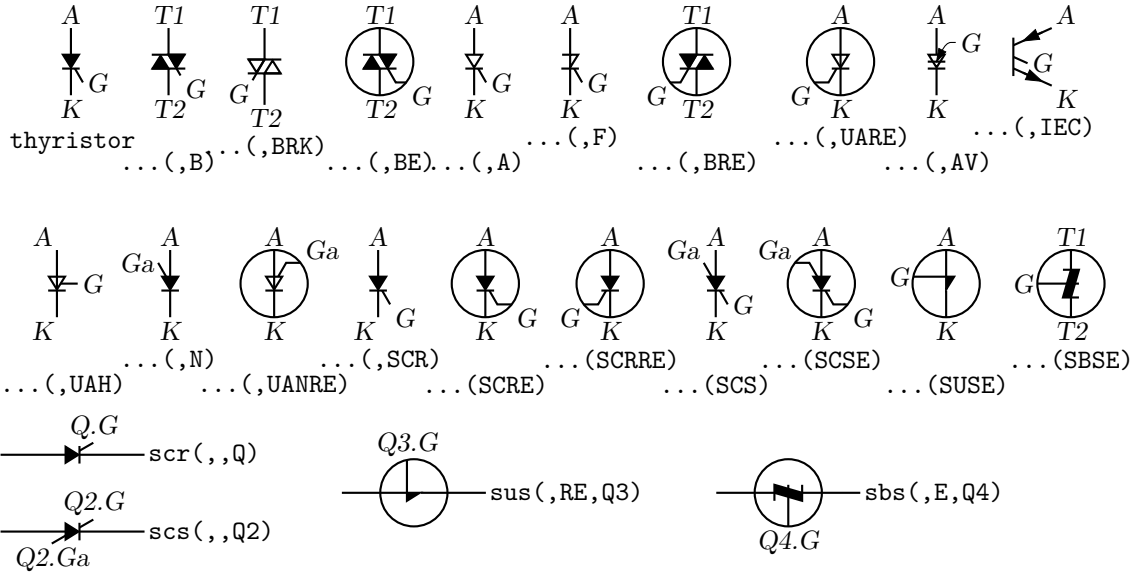 A T1 T1 T1 A A T1 A A A
G G G G G G G G G G
K T2 T2 T2 K K T2 K K K
thyristor ...(,B) ...(,BRK) ...(,BE) ...(,A) ...(,F) ...(,BRE) ...(,UARE) ...(,AV) ...(,IEC)
A A A A A A A A A T1
G Ga Ga G G G Ga G Ga G G G
K K K K K K K K K T2
...(,UAH) ...(,N) ...(,UANRE) ...(,SCR) ...(SCRE) ...(SCRRE) ...(SCS) ...(SCSE) ...(SUSE) ...(SBSE)
Q.G
scr(,,Q)
Q3.G
sus(,RE,Q3)
sbs(,E,Q4)
Q4.G
Q2.G
scs(,,Q2)
Q2.Ga